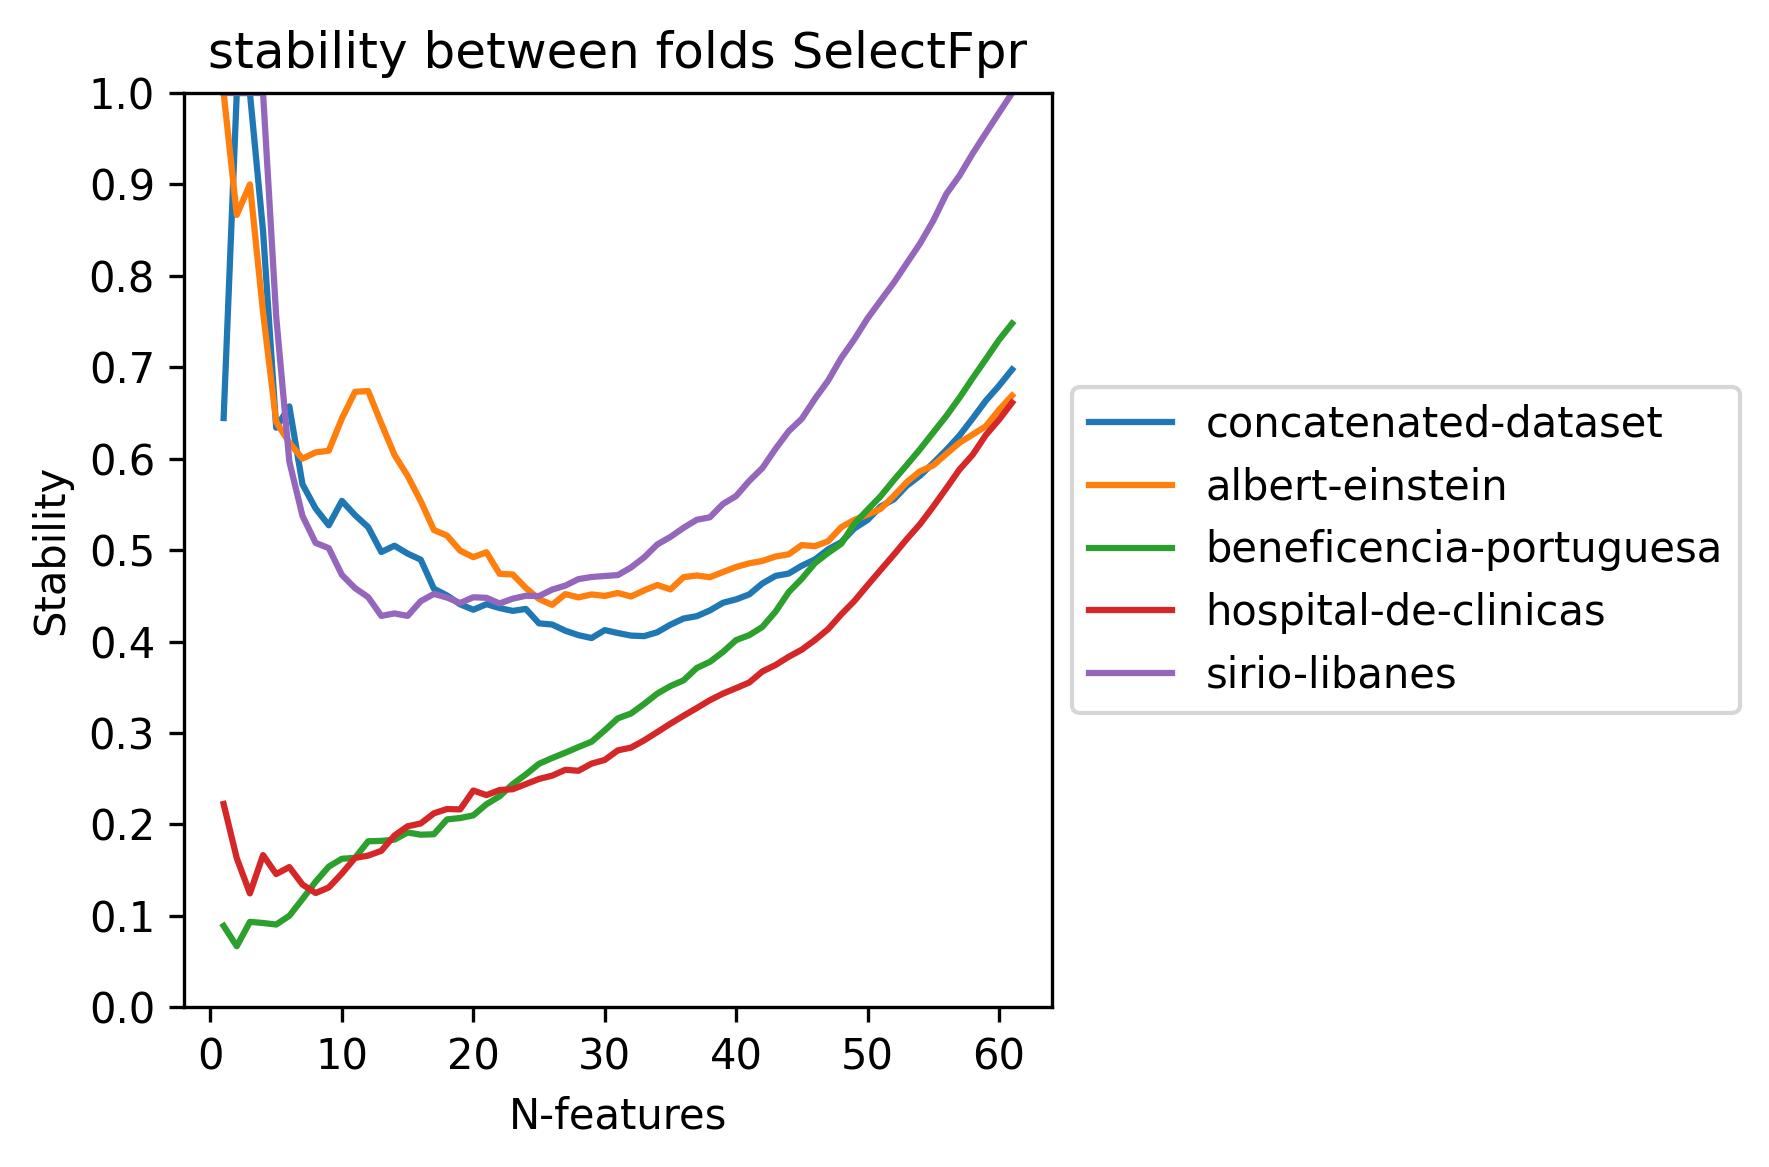 stability between folds SelectFpr
1.0
0.9
0.8
0.7
0.6
0.5
0.4
0.3
0.2
0.1
0.0
Stability
0 10 20 30 40 50 60
N-features
concatenated-dataset
albert-einstein
beneficencia-portuguesa
hospital-de-clinicas
sirio-libanes